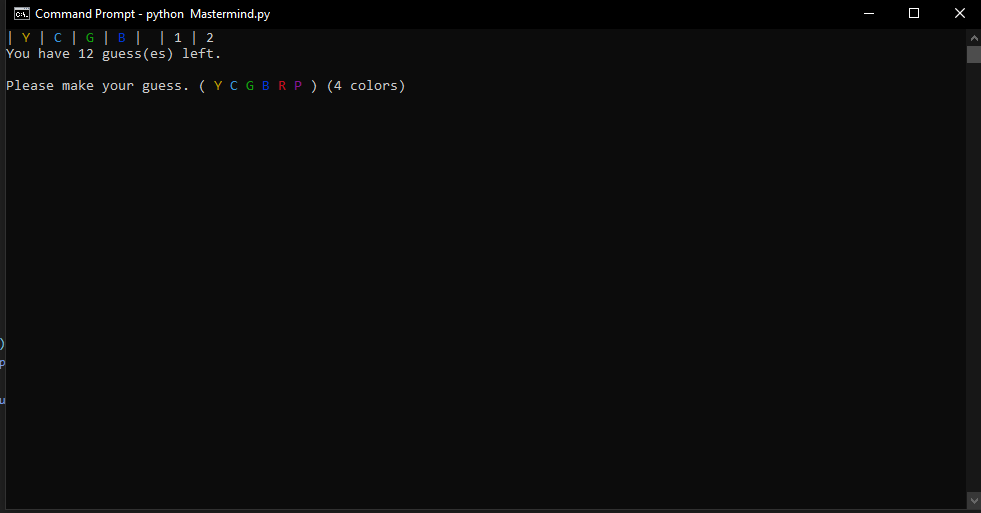 Command Prompt - python  Mastermind.py
| Y | C | G | B |  | 1 | 2
You have 12 guess(es) left.
Please make your guess. ( Y C G B R P ) (4 colors)
)
p
u